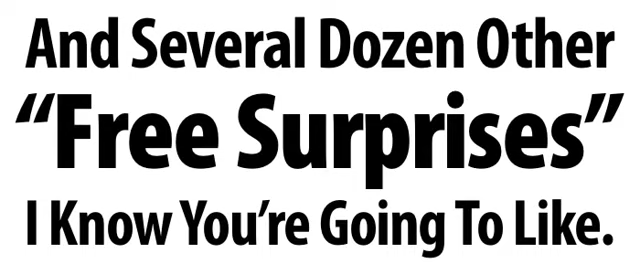 And Several Dozen Other
“Free Surprises”
I Know You’re Going To Like.